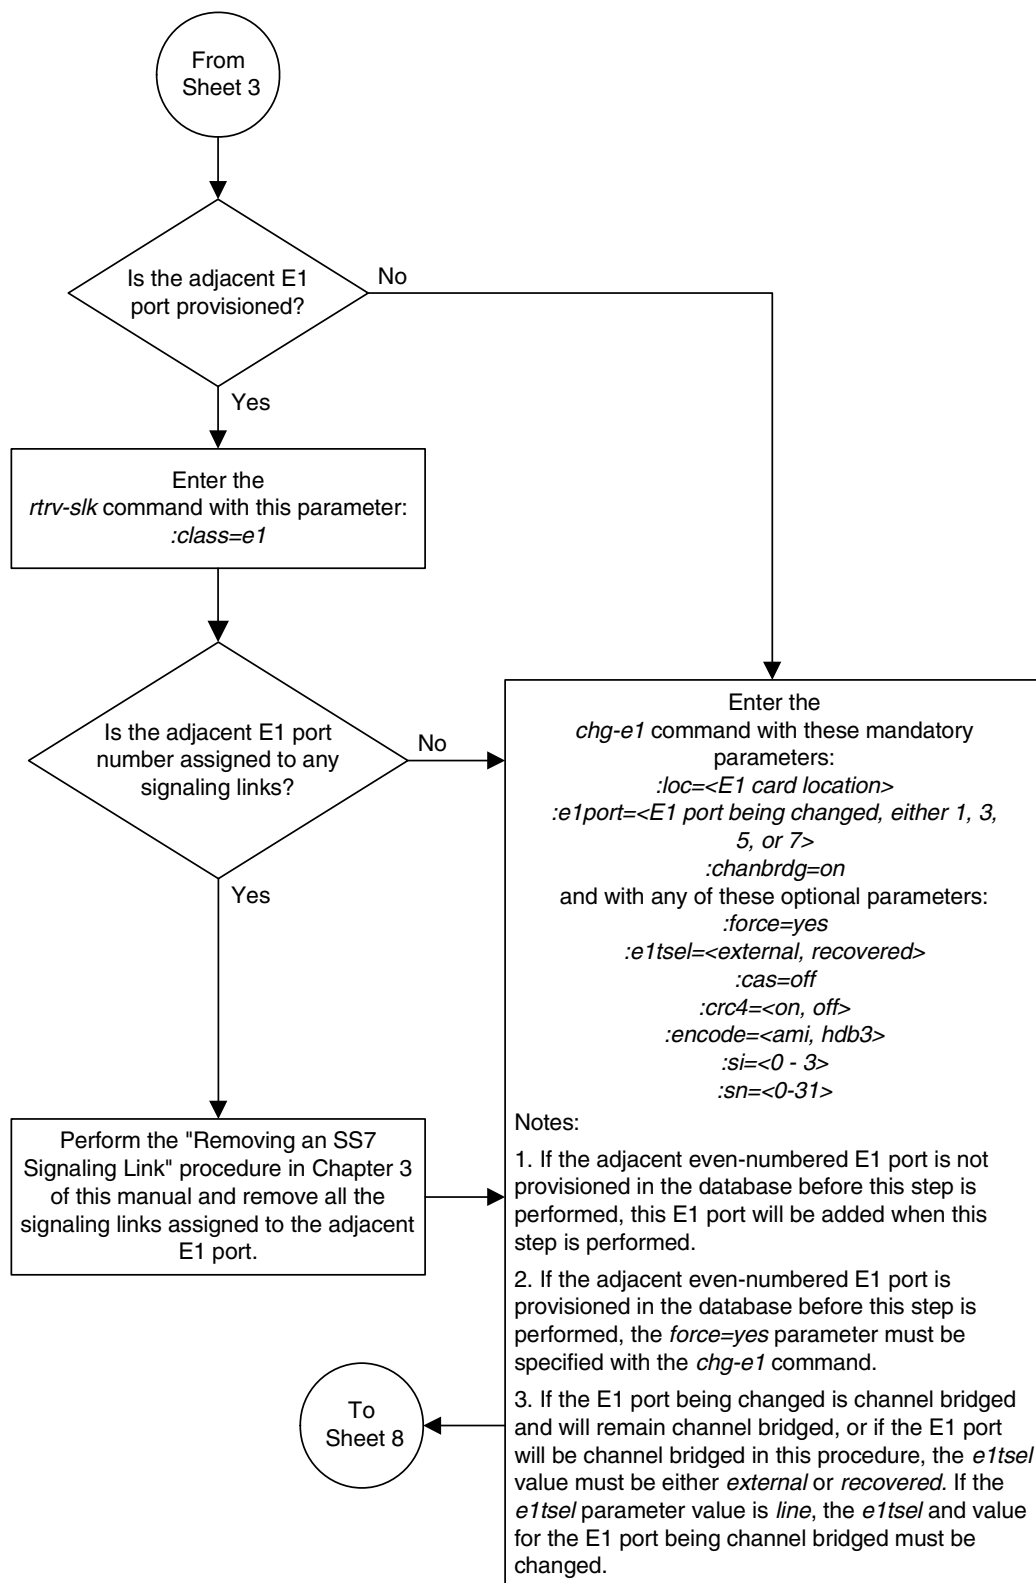 From
Sheet 3
Is the adjacent E1
port provisioned?
No
Yes
Enter the
rtrv-slk command with this parameter:
:class=e1
Is the adjacent E1 port
number assigned to any
signaling links?
No
Yes
Perform the "Removing an SS7
Signaling Link" procedure in Chapter 3
of this manual and remove all the
signaling links assigned to the adjacent
E1 port.
Enter the
chg-e1 command with these mandatory
parameters:
:loc=<E1 card location>
:e1port=<E1 port being changed, either 1, 3,
5, or 7>
:chanbrdg=on
and with any of these optional parameters:
:force=yes
:e1tsel=<external, recovered>
:cas=off
:crc4=<on, off>
:encode=<ami, hdb3>
:si=<0 - 3>
:sn=<0-31>
Notes:
1. If the adjacent even-numbered E1 port is not
provisioned in the database before this step is
performed, this E1 port will be added when this
step is performed.
2. If the adjacent even-numbered E1 port is
provisioned in the database before this step is
performed, the force=yes parameter must be
specified with the chg-e1 command.
3. If the E1 port being changed is channel bridged
and will remain channel bridged, or if the E1 port
will be channel bridged in this procedure, the e1tsel
value must be either external or recovered. If the
e1tsel parameter value is line, the e1tsel and value
for the E1 port being channel bridged must be
changed.
To
Sheet 8